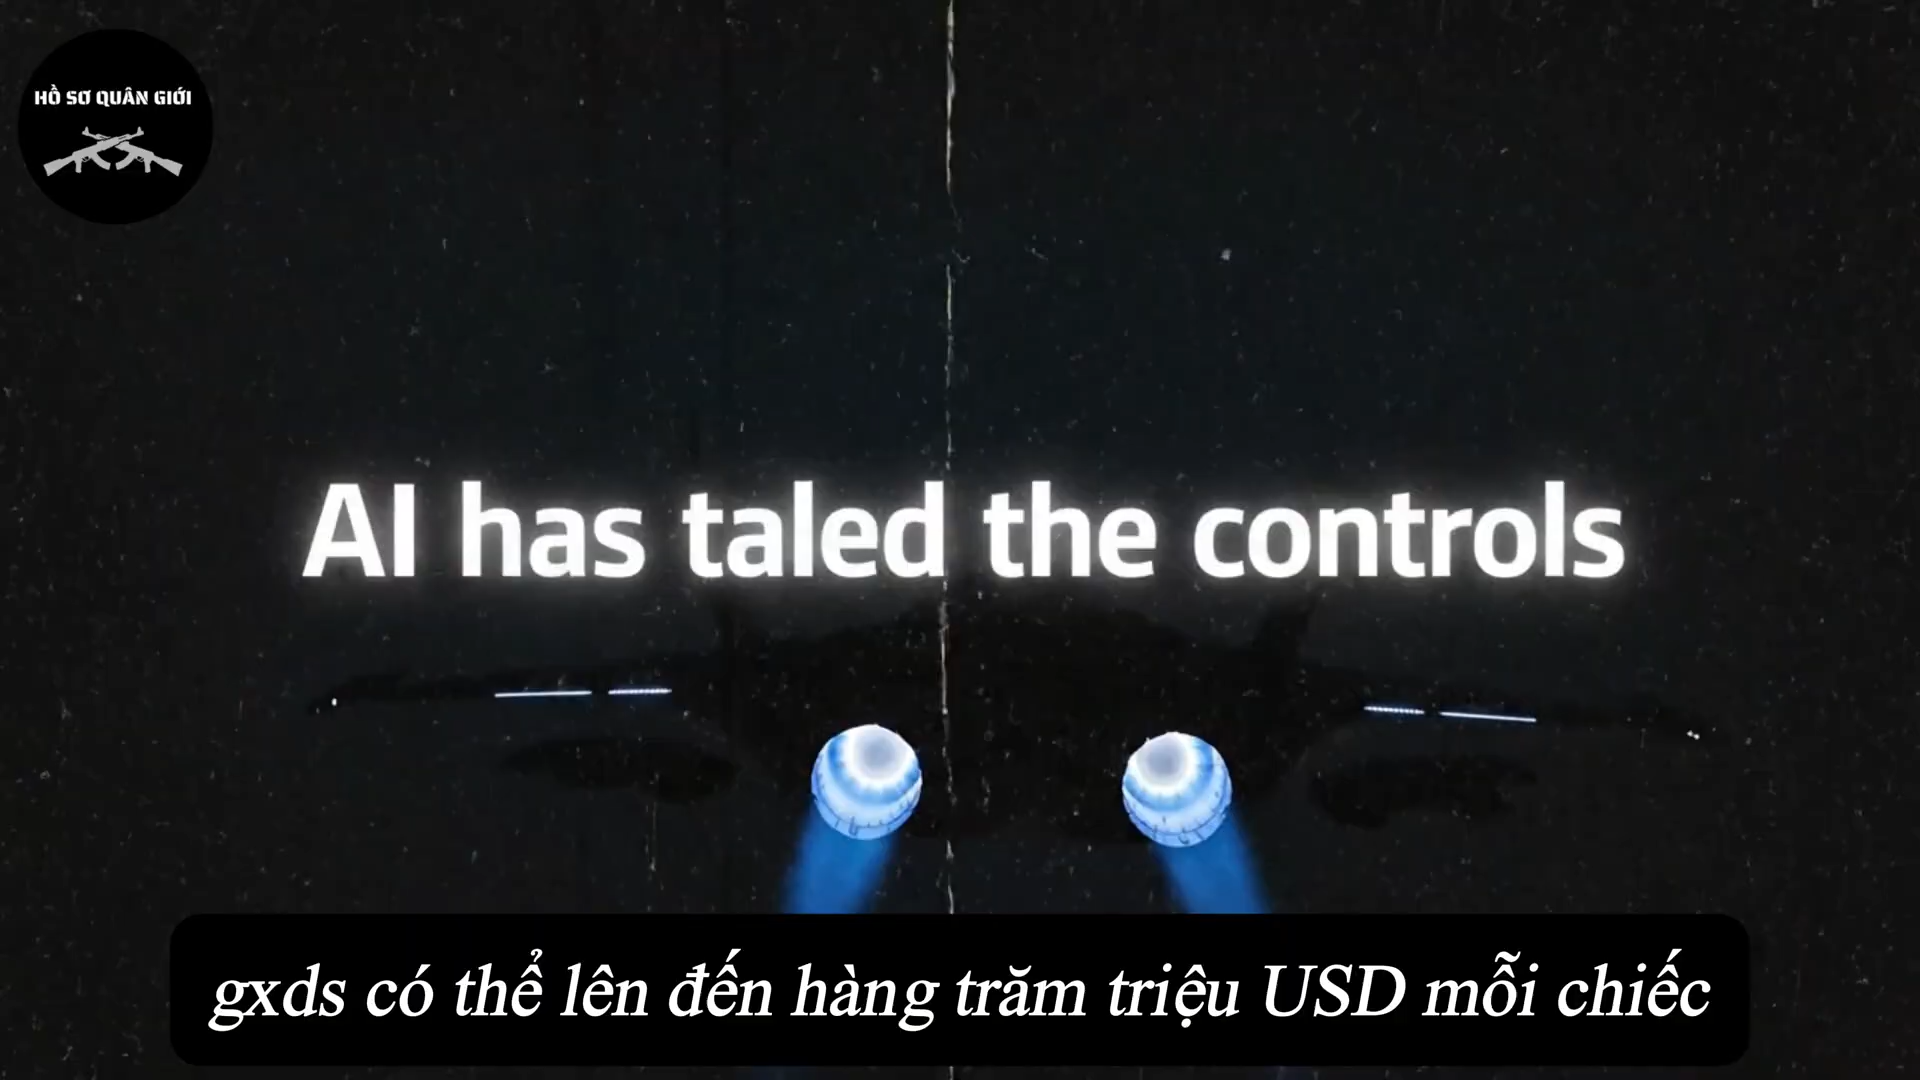 HỒ SƠ QUÂN GIỚI
AI has taled the controls
gxds có thể lên đến hàng trăm triệu USD mỗi chiếc